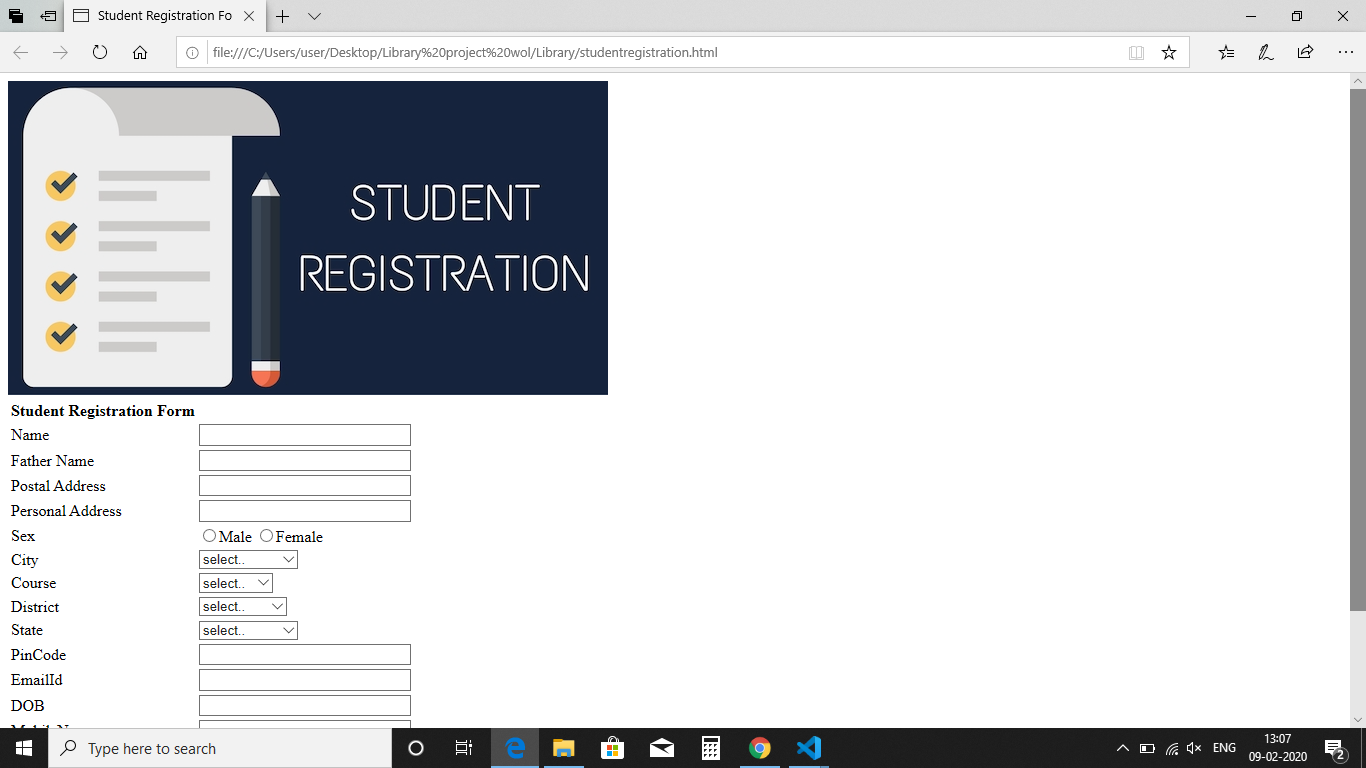 Student Registration Fo
file:///C:/Users/user/Desktop/Library%20project%20wol/Library/studentregistration.html
STUDENT
REGISTRATION
Student Registration Form
Name
Father Name
Postal Address
Personal Address
Sex Male Female
City select..
Course select..
District select..
State select..
PinCode
EmailId
DOB
Type here to search
ENG
13:07
09-02-2020
2